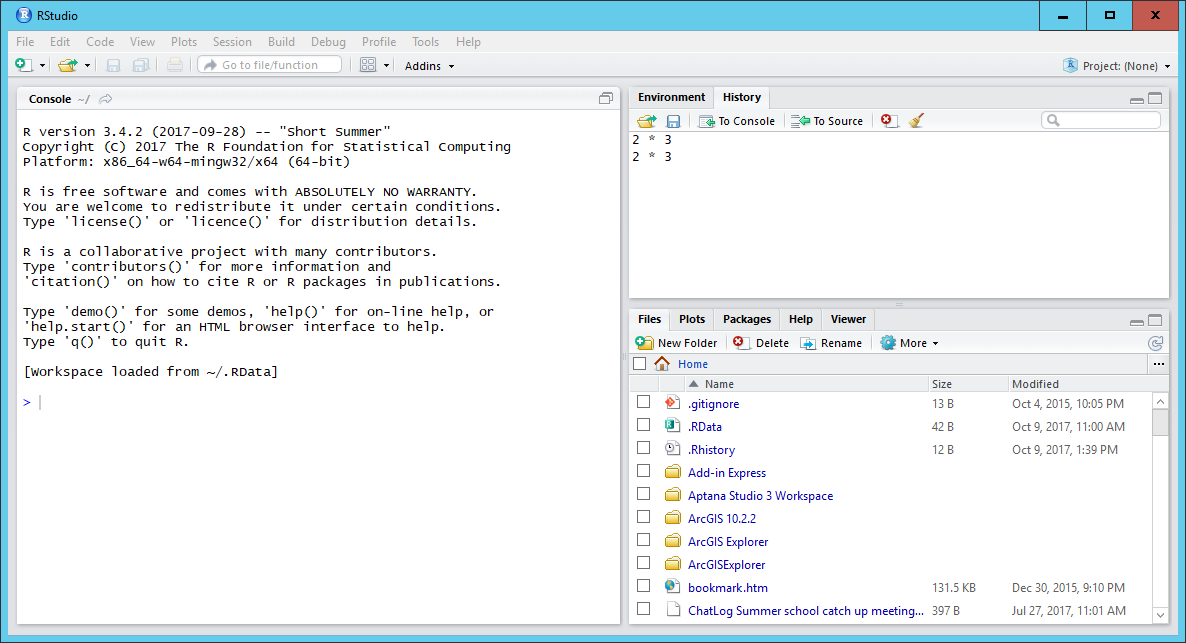 RStudio
File Edit Code View Plots Session Build Debug Profile Tools Help
Go to file/function Addins Project: (None)
Console ~/
R version 3.4.2 (2017-09-28) -- "Short Summer"
Copyright (C) 2017 The R Foundation for Statistical Computing
Platform: x86_64-w64-mingw32/x64 (64-bit)
R is free software and comes with ABSOLUTELY NO WARRANTY.
You are welcome to redistribute it under certain conditions.
Type 'license()' or 'licence()' for distribution details.
R is a collaborative project with many contributors.
Type 'contributors()' for more information and
'citation()' on how to cite R or R packages in publications.
Type 'demo()' for some demos, 'help()' for on-line help, or
'help.start()' for an HTML browser interface to help.
Type 'q()' to quit R.
[Workspace loaded from ~/.RData]
>
Environment History
To Console To Source
2 * 3
2 * 3
Files Plots Packages Help Viewer
New Folder Delete Rename More
Home ...
Name Size Modified
.gitignore 13 B Oct 4, 2015, 10:05 PM
.RData 42 B Oct 9, 2017, 11:00 AM
.Rhistory 12 B Oct 9, 2017, 1:39 PM
Add-in Express
Aptana Studio 3 Workspace
ArcGIS 10.2.2
ArcGIS Explorer
ArcGISExplorer
bookmark.htm 131.5 KB Dec 30, 2015, 9:10 PM
ChatLog Summer school catch up meeting... 397 B Jul 27, 2017, 11:01 AM